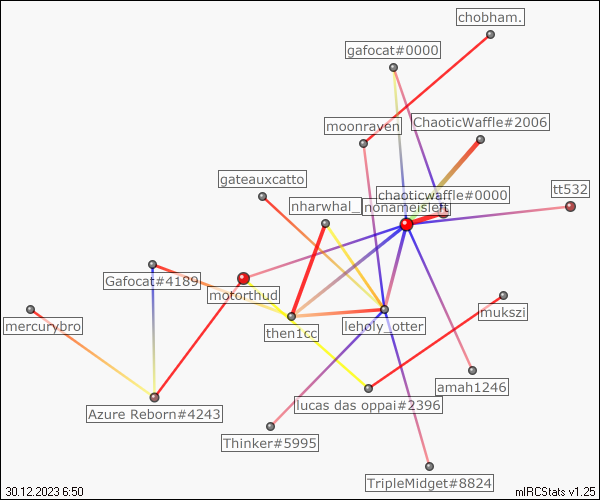 chobham.
gafocat#0000
moonraven
ChaoticWaffle#2006
gateauxcatto
chaoticwaffle#0000
tt532
nharwhal_
nonameisleft
Gafocat#4189
motorthud
mercurybro
then1cc
leholy_otter
mukszi
amah1246
Azure Reborn#4243
lucas das oppai#2396
Thinker#5995
TripleMidget#8824
30.12.2023 6:50
mIRCStats v1.25